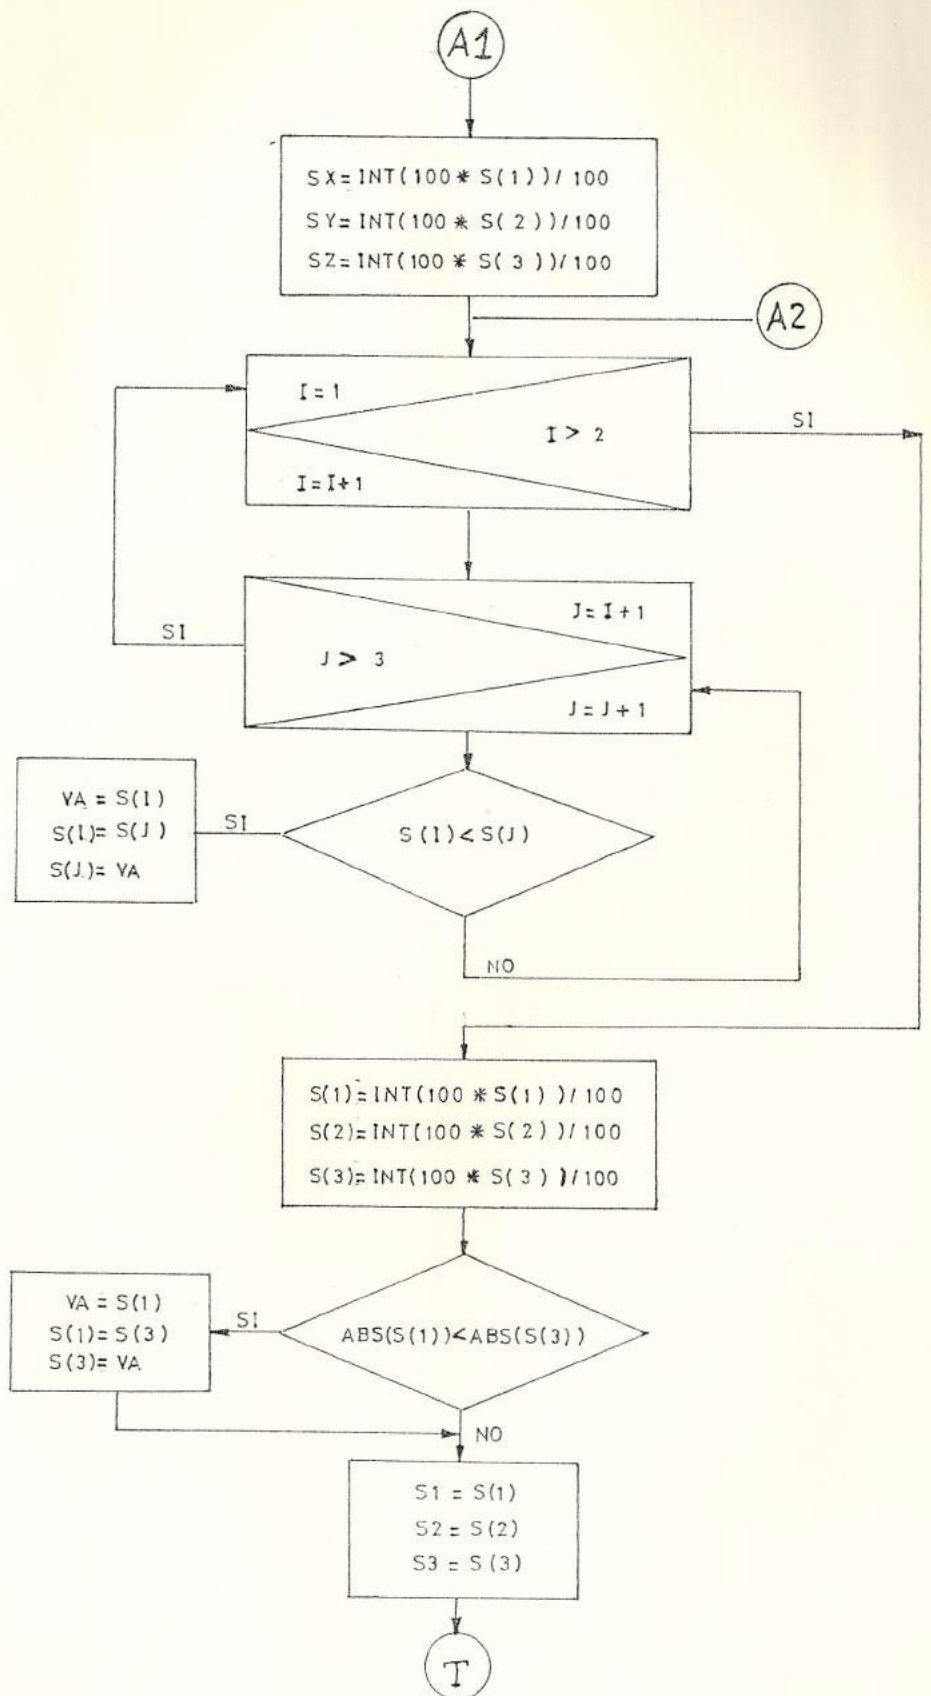 A1
SX=INT(100 * S(1))/100
SY=INT(100 * S(2))/100
SZ=INT(100 * S(3))/100
A2
I=1
I > 2
SI
I=I+1
J=I+1
SI
J > 3
J=J+1
VA = S(I)
S(I)= S(J)
S(J)= VA
SI
S(I)<S(J)
NO
S(1)=INT(100 * S(1))/100
S(2)=INT(100 * S(2))/100
S(3)=INT(100 * S(3))/100
VA = S(1)
S(1)= S(3)
S(3)= VA
SI
ABS(S(1))<ABS(S(3))
NO
S1 = S(1)
S2 = S(2)
S3 = S(3)
T